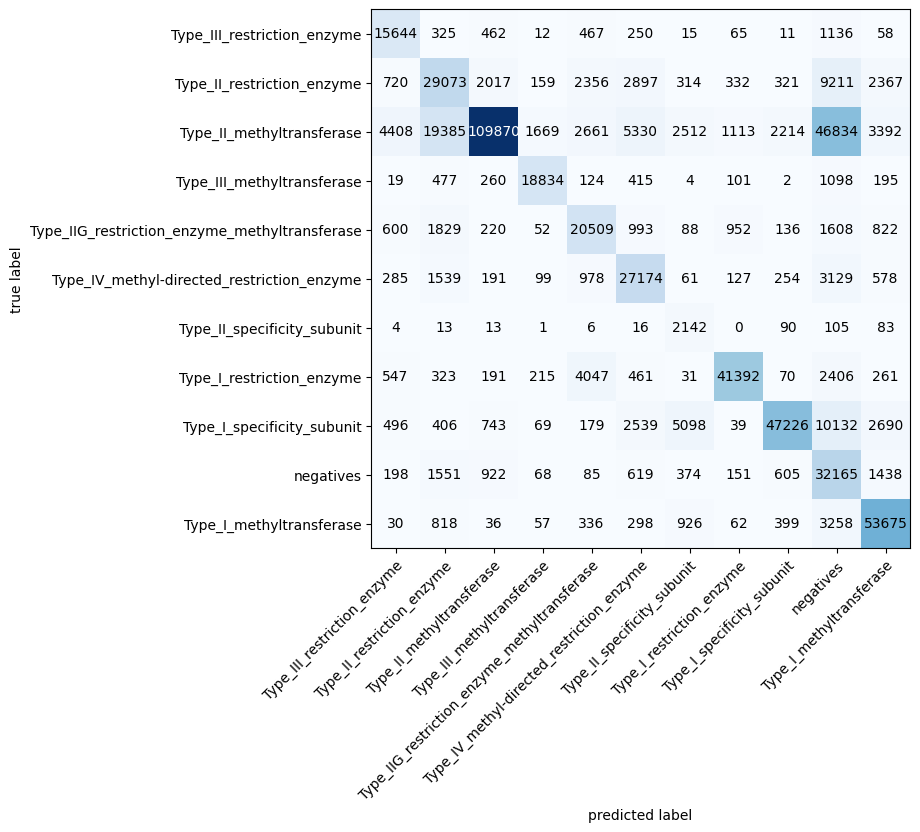 Type_III_restriction_enzyme 15644 325 462 12 467 250 15 65 11 1136 58
Type_II_restriction_enzyme 720 29073 2017 159 2356 2897 314 332 321 9211 2367
Type_II_methyltransferase 4408 19385 109870 1669 2661 5330 2512 1113 2214 46834 3392
Type_III_methyltransferase 19 477 260 18834 124 415 4 101 2 1098 195
Type_IIG_restriction_enzyme_methyltransferase 600 1829 220 52 20509 993 88 952 136 1608 822
Type_IV_methyl-directed_restriction_enzyme 285 1539 191 99 978 27174 61 127 254 3129 578
Type_II_specificity_subunit 4 13 13 1 6 16 2142 0 90 105 83
Type_I_restriction_enzyme 547 323 191 215 4047 461 31 41392 70 2406 261
Type_I_specificity_subunit 496 406 743 69 179 2539 5098 39 47226 10132 2690
negatives 198 1551 922 68 85 619 374 151 605 32165 1438
Type_I_methyltransferase 30 818 36 57 336 298 926 62 399 3258 53675
true label
Type_III_restriction_enzyme
Type_II_restriction_enzyme
Type_II_methyltransferase
Type_III_methyltransferase
Type_IIG_restriction_enzyme_methyltransferase
Type_IV_methyl-directed_restriction_enzyme
Type_II_specificity_subunit
Type_I_restriction_enzyme
Type_I_specificity_subunit
negatives
Type_I_methyltransferase
predicted label